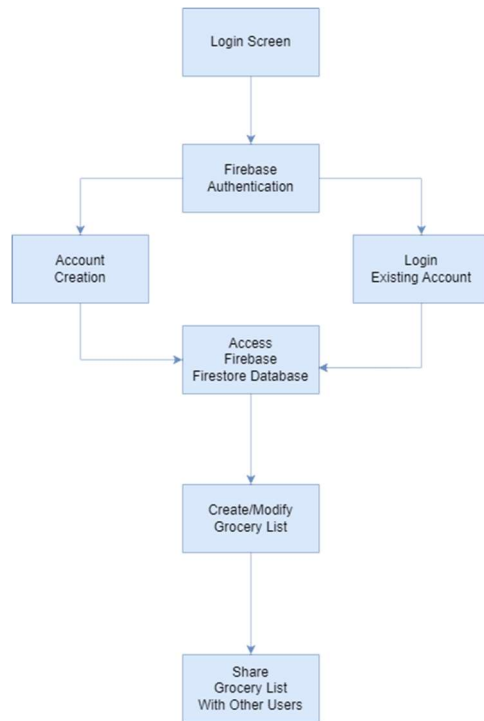 Login Screen
Firebase
Authentication
Account
Creation
Login
Existing Account
Access
Firebase
Firestore Database
Create/Modify
Grocery List
Share
Grocery List
With Other Users